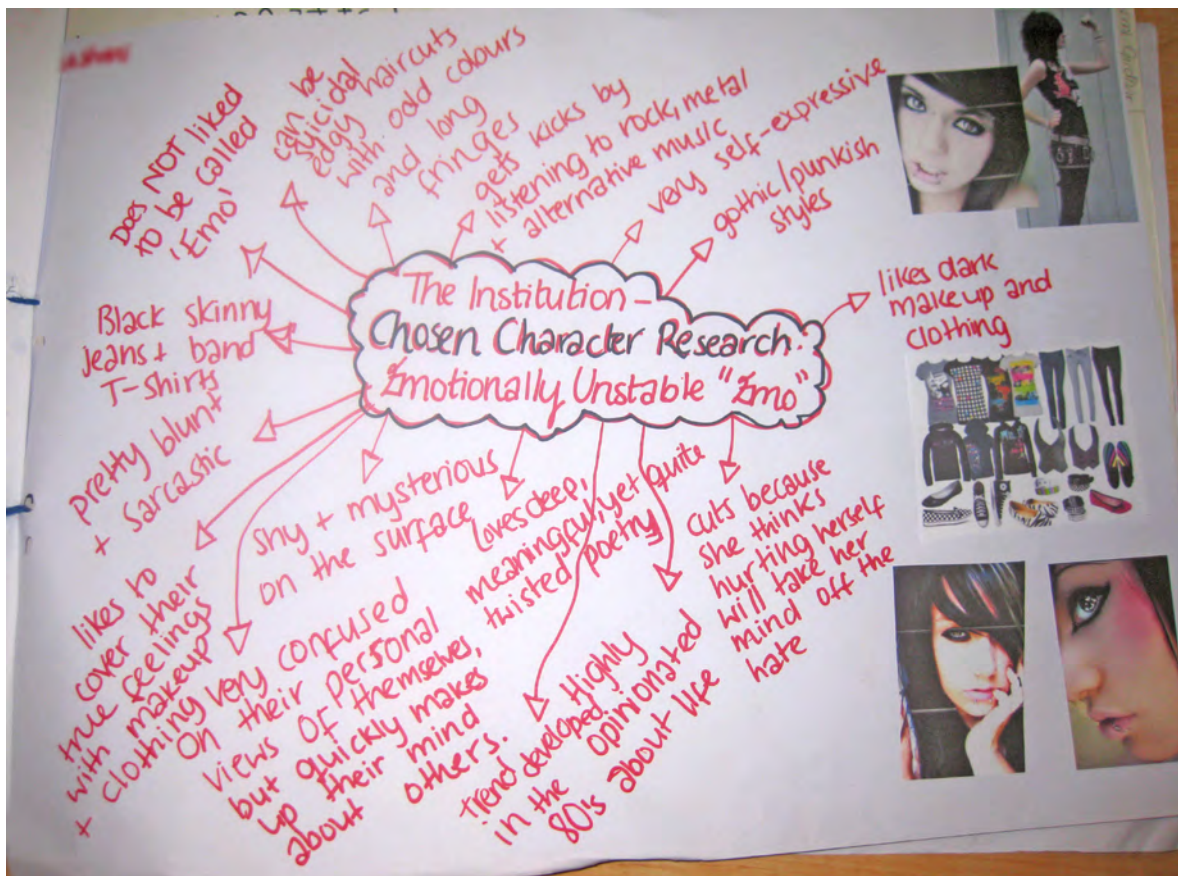 The Institution –
Chosen Character Research:
Emotionally Unstable "Emo"
Does NOT liked
to be called
'Emo'
can be
suicidal
edgy haircuts
with odd colours
and long
fringes
gets kicks by
listening to rock, metal
+ alternative music
very self-expressive
gothic/punkish
styles
likes dark
makeup and
clothing
Black skinny
jeans + band
T-shirts
pretty blunt
+ sarcastic
likes to
cover their
true feelings
with makeup
+ clothing
shy + mysterious
on the surface
very confused
on their personal
views of themselves,
but quickly makes
up their mind
about others.
loves deep,
meaningful, yet quite
twisted poetry
trend developed
in the
80's
Highly
opinionated
about life
cuts because
she thinks
hurting herself
will take her
mind off the
hate